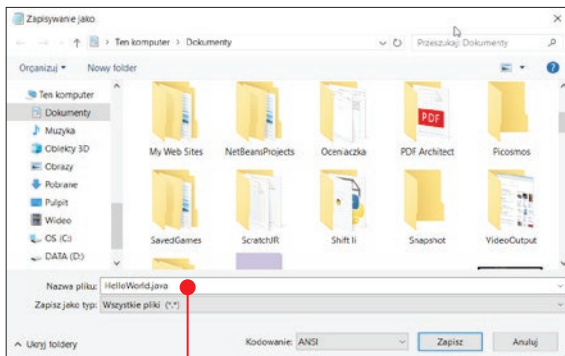 Zapisywanie jako
Ten komputer > Dokumenty
Przeszukaj: Dokumenty
Organizuj
Nowy folder
Ten komputer
Dokumenty
Muzyka
Obiekty 3D
Obrazy
Pobrane
Pulpit
Wideo
OS (C:)
DATA (D:)
PDF
My Web Sites
NetBeansProjects
Oceniaczka
PDF Architect
Picosmos
SavedGames
ScratchJR
Shift li
Snapshot
VideoOutput
Nazwa pliku: HelloWorld.java
Zapisz jako typ: Wszystkie pliki (*.*)
Ukryj foldery
Kodowanie: ANSI
Zapisz
Anuluj